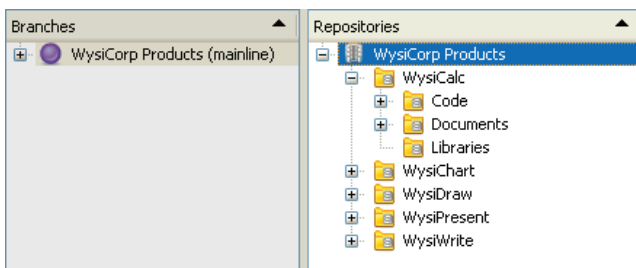 Branches
WysiCorp Products (mainline)
Repositories
WysiCorp Products
WysiCalc
Code
Documents
Libraries
WysiChart
WysiDraw
WysiPresent
WysiWrite